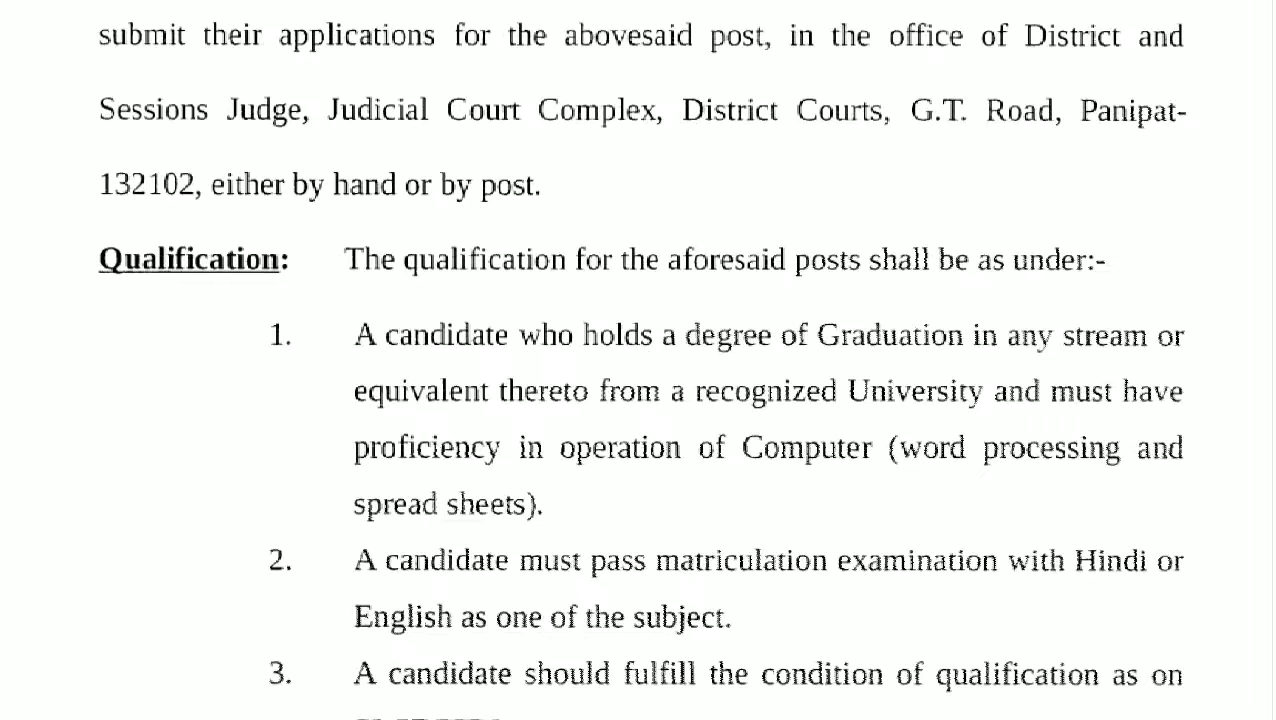 submit their applications for the abovesaid post, in the office of District and
Sessions Judge, Judicial Court Complex, District Courts, G.T. Road, Panipat-
132102, either by hand or by post.
Qualification: The qualification for the aforesaid posts shall be as under:-
1. A candidate who holds a degree of Graduation in any stream or
equivalent thereto from a recognized University and must have
proficiency in operation of Computer (word processing and
spread sheets).
2. A candidate must pass matriculation examination with Hindi or
English as one of the subject.
3. A candidate should fulfill the condition of qualification as on